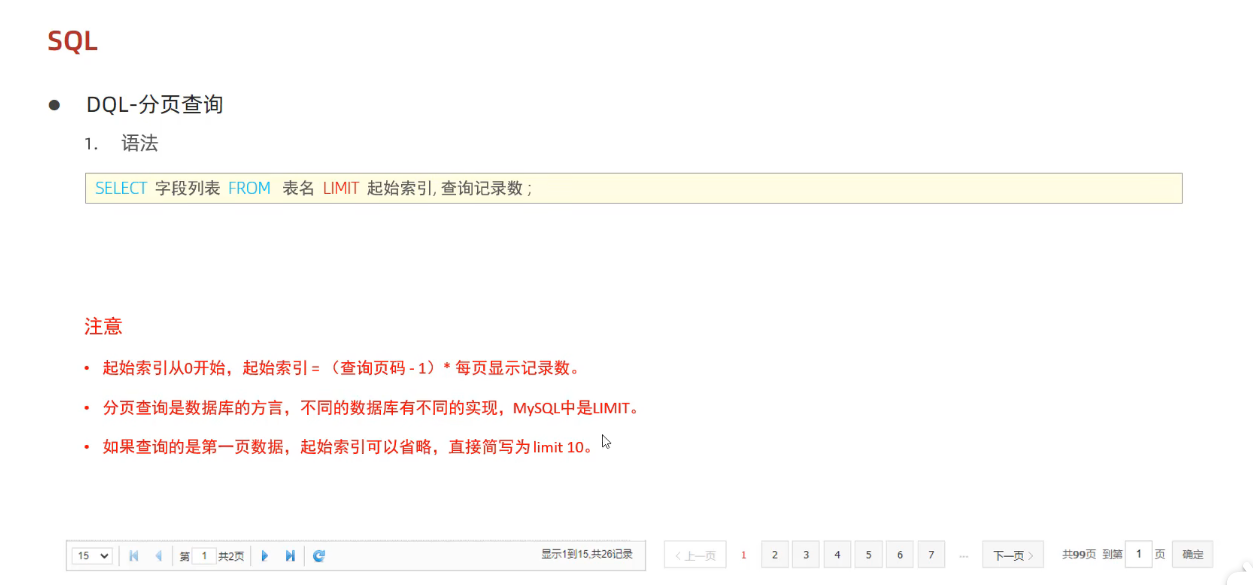 SQL
● DQL-分页查询
1. 语法
SELECT 字段列表 FROM 表名 LIMIT 起始索引, 查询记录数 ;
注意
• 起始索引从0开始，起始索引 = （查询页码 - 1）* 每页显示记录数。
• 分页查询是数据库的方言，不同的数据库有不同的实现，MySQL中是LIMIT。
• 如果查询的是第一页数据，起始索引可以省略，直接简写为 limit 10。
15 第 1 共2页 显示1到15,共26记录 <上一页 1 2 3 4 5 6 7 ... 下一页> 共99页 到第 1 页 确定